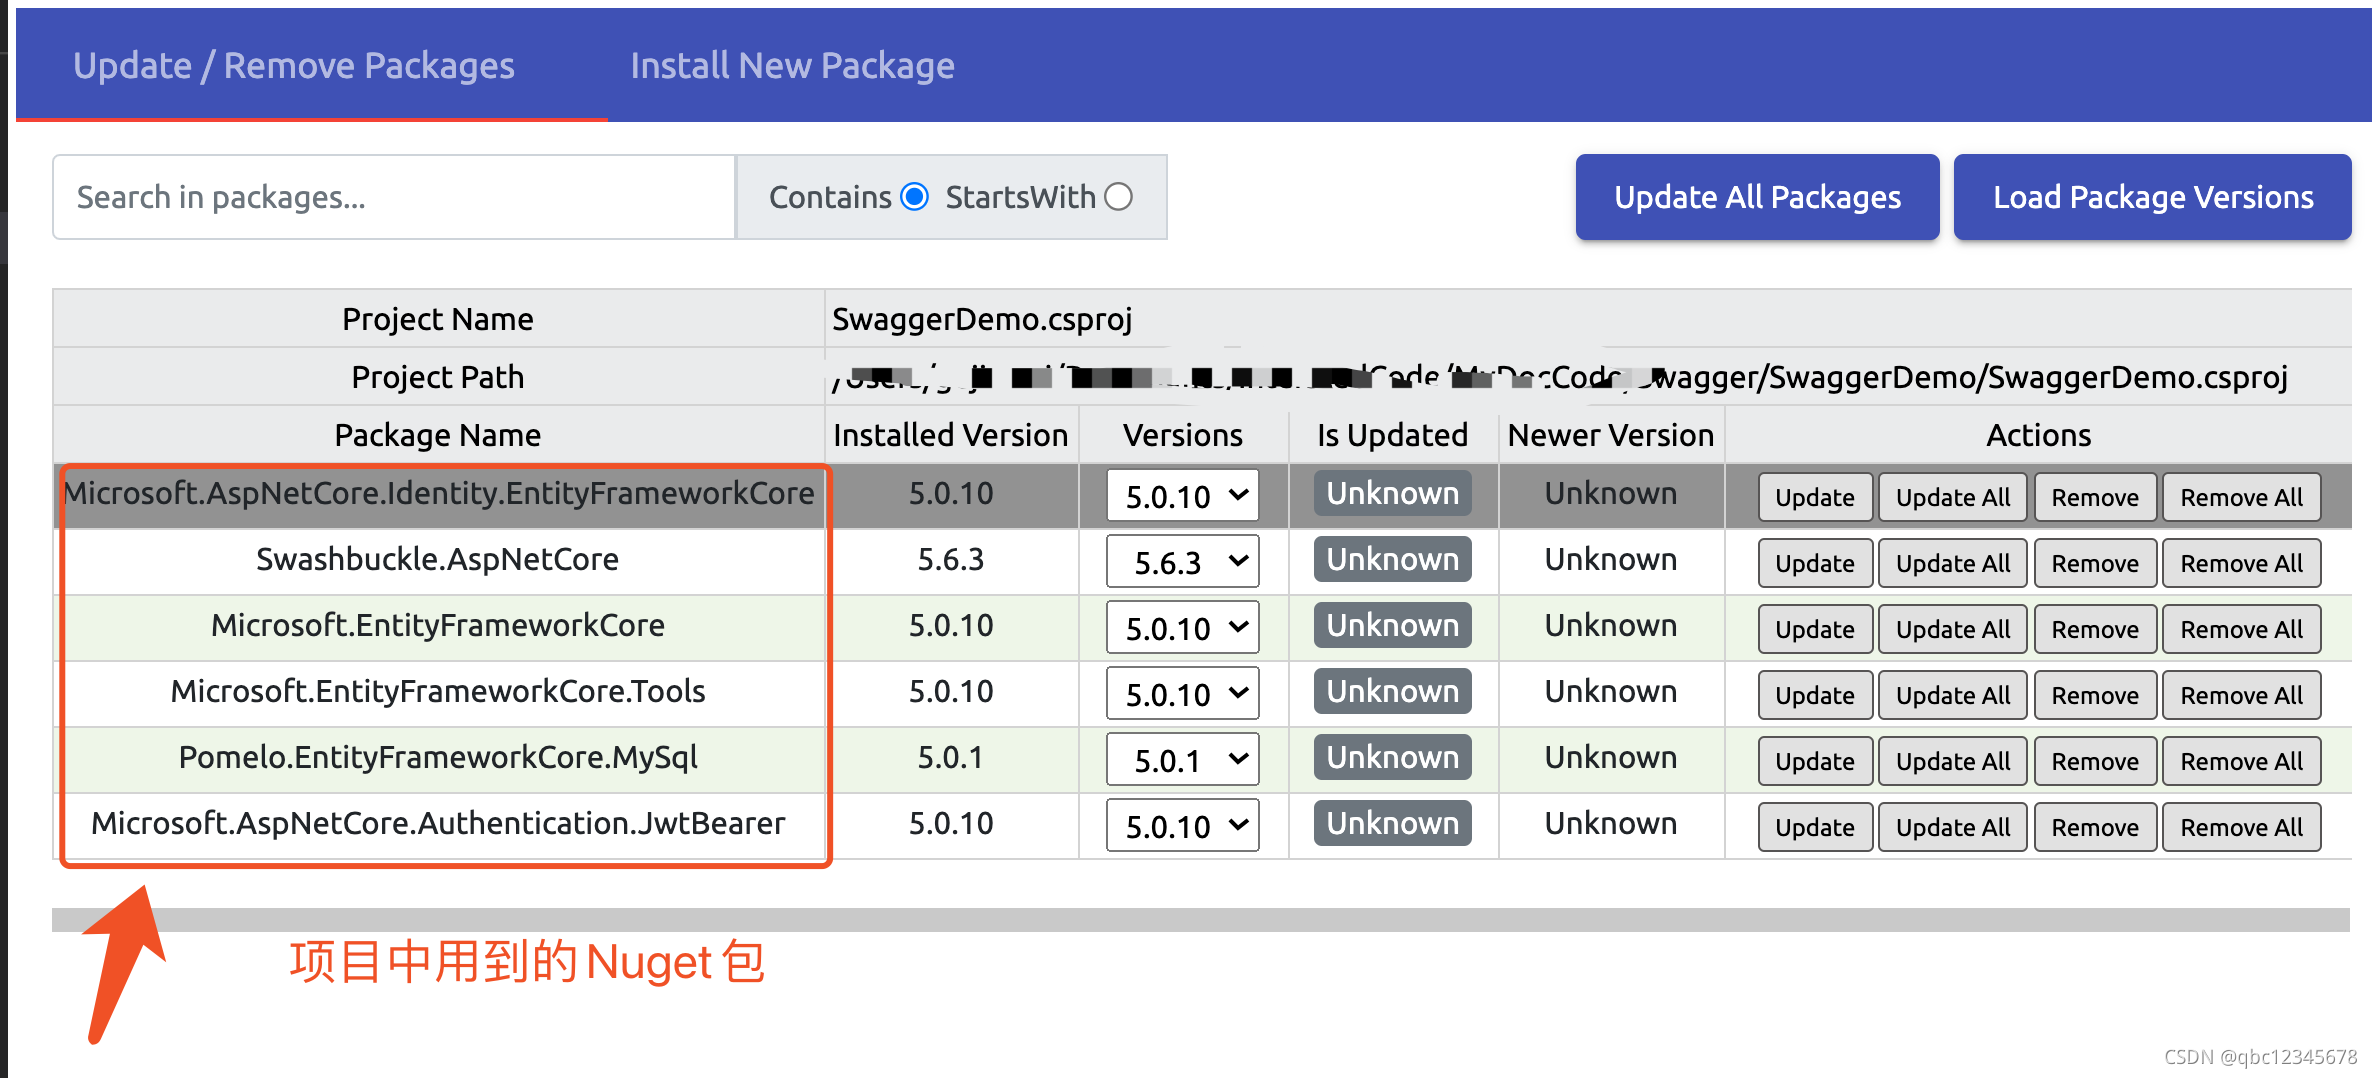 Update / Remove Packages Install New Package
Search in packages... Contains StartsWith Update All Packages Load Package Versions
Project Name SwaggerDemo.csproj
Project Path Swagger/SwaggerDemo/SwaggerDemo.csproj
Package Name Installed Version Versions Is Updated Newer Version Actions
Microsoft.AspNetCore.Identity.EntityFrameworkCore 5.0.10 5.0.10 Unknown Unknown Update Update All Remove Remove All
Swashbuckle.AspNetCore 5.6.3 5.6.3 Unknown Unknown Update Update All Remove Remove All
Microsoft.EntityFrameworkCore 5.0.10 5.0.10 Unknown Unknown Update Update All Remove Remove All
Microsoft.EntityFrameworkCore.Tools 5.0.10 5.0.10 Unknown Unknown Update Update All Remove Remove All
Pomelo.EntityFrameworkCore.MySql 5.0.1 5.0.1 Unknown Unknown Update Update All Remove Remove All
Microsoft.AspNetCore.Authentication.JwtBearer 5.0.10 5.0.10 Unknown Unknown Update Update All Remove Remove All
项目中用到的Nuget包
CSDN @qbc12345678